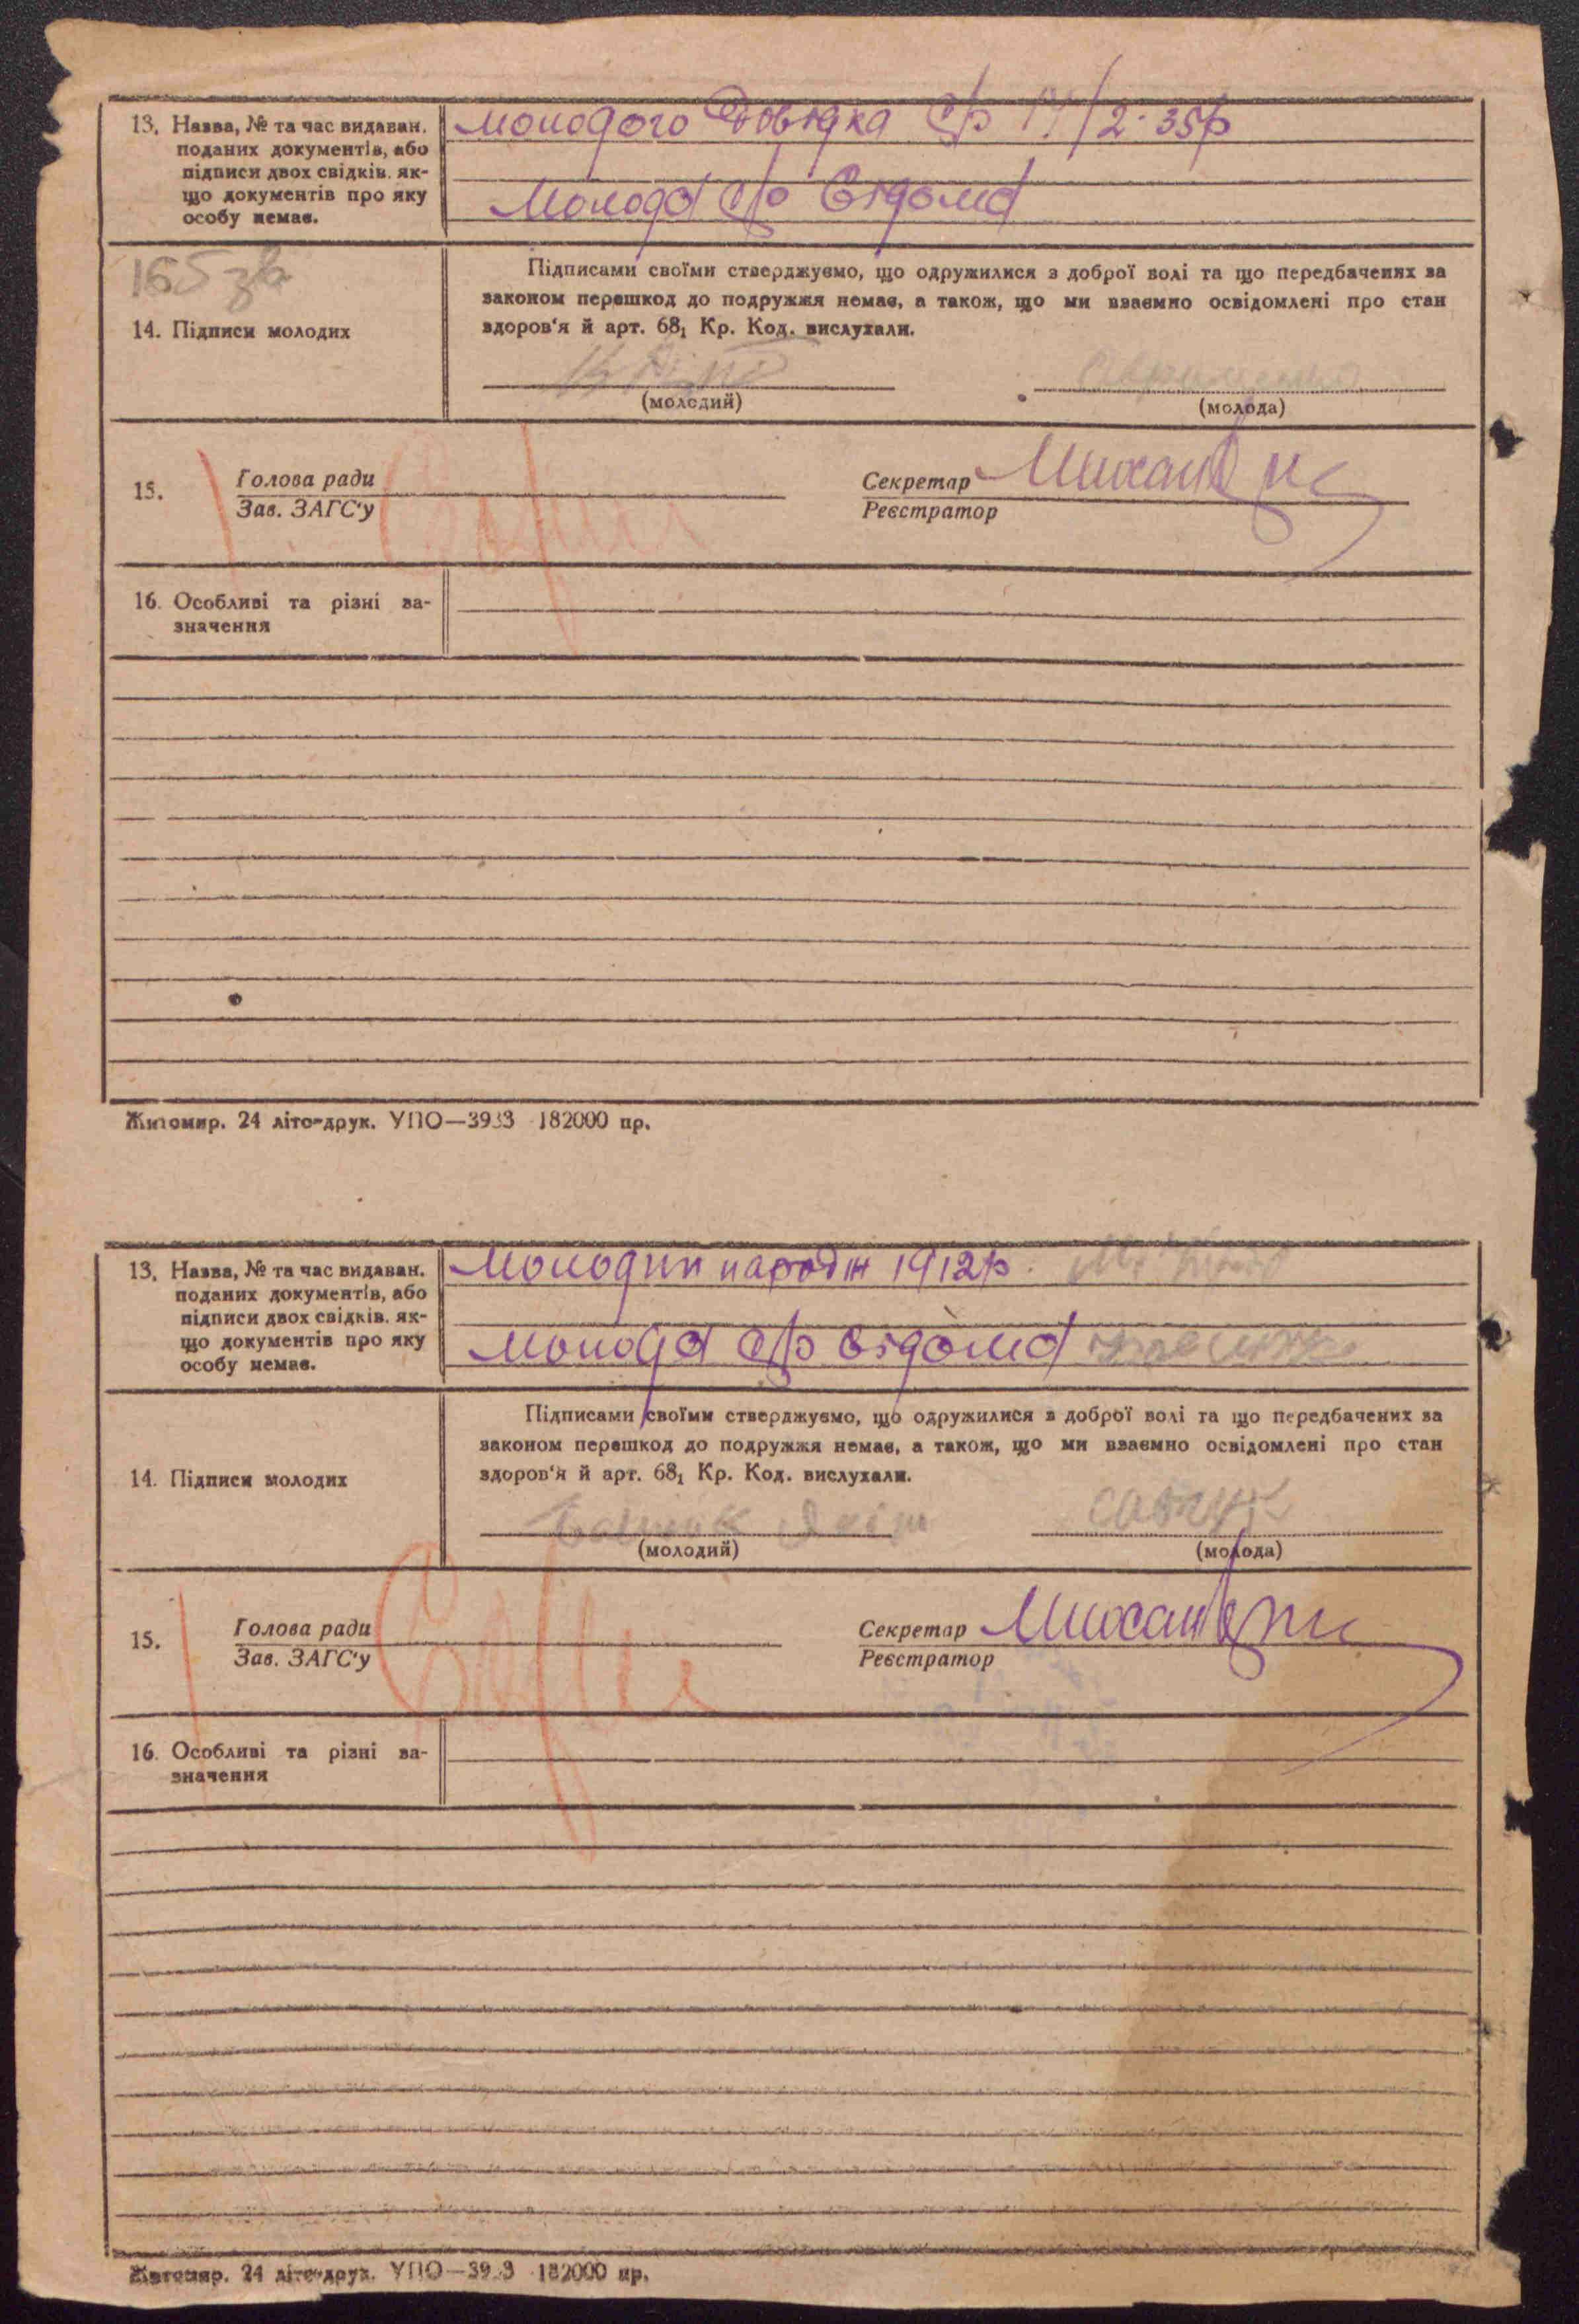 13. Назва, № та час видаван. поданих документів, або підписи двох свідків, якщо документів про яку особу немає.
молодого Довідка с/р 2. 35р
молода с/р відома
165 зв
Підписами своїми стверджуємо, що одружилися з доброї волі та що передбачених за
законом перешкод до подружжя немає, а також, що ми взаємно освідомлені про стан
здоров'я й арт. 68₁ Кр. Код. вислухали.
14. Підписи молодих
(молодий)
(молода)
15.
Голова ради
Зав. ЗАГС'у
Секретар
Реєстратор
16. Особливі та різні за-
значення
Житомир. 24 літо-друк. УПО—3933 182000 пр.
13. Назва, № та час видаван.
поданих документів, або
підписи двох свідків. як-
що документів про яку
особу немає.
молодий народж 1912р.
молода с/р відома
Підписами своїми стверджуємо, що одружилися з доброї волі та що передбачених за
законом перешкод до подружжя немає, а також, що ми взаємно освідомлені про стан
здоров'я й арт. 68₁ Кр. Код. вислухали.
14. Підписи молодих
Савчук
(молодий)
(молода)
15.
Голова ради
Зав. ЗАГС'у
Секретар
Реєстратор
16. Особливі та різні за-
значення
Житомир. 24 літо-друк. УПО—39 3 182000 пр.